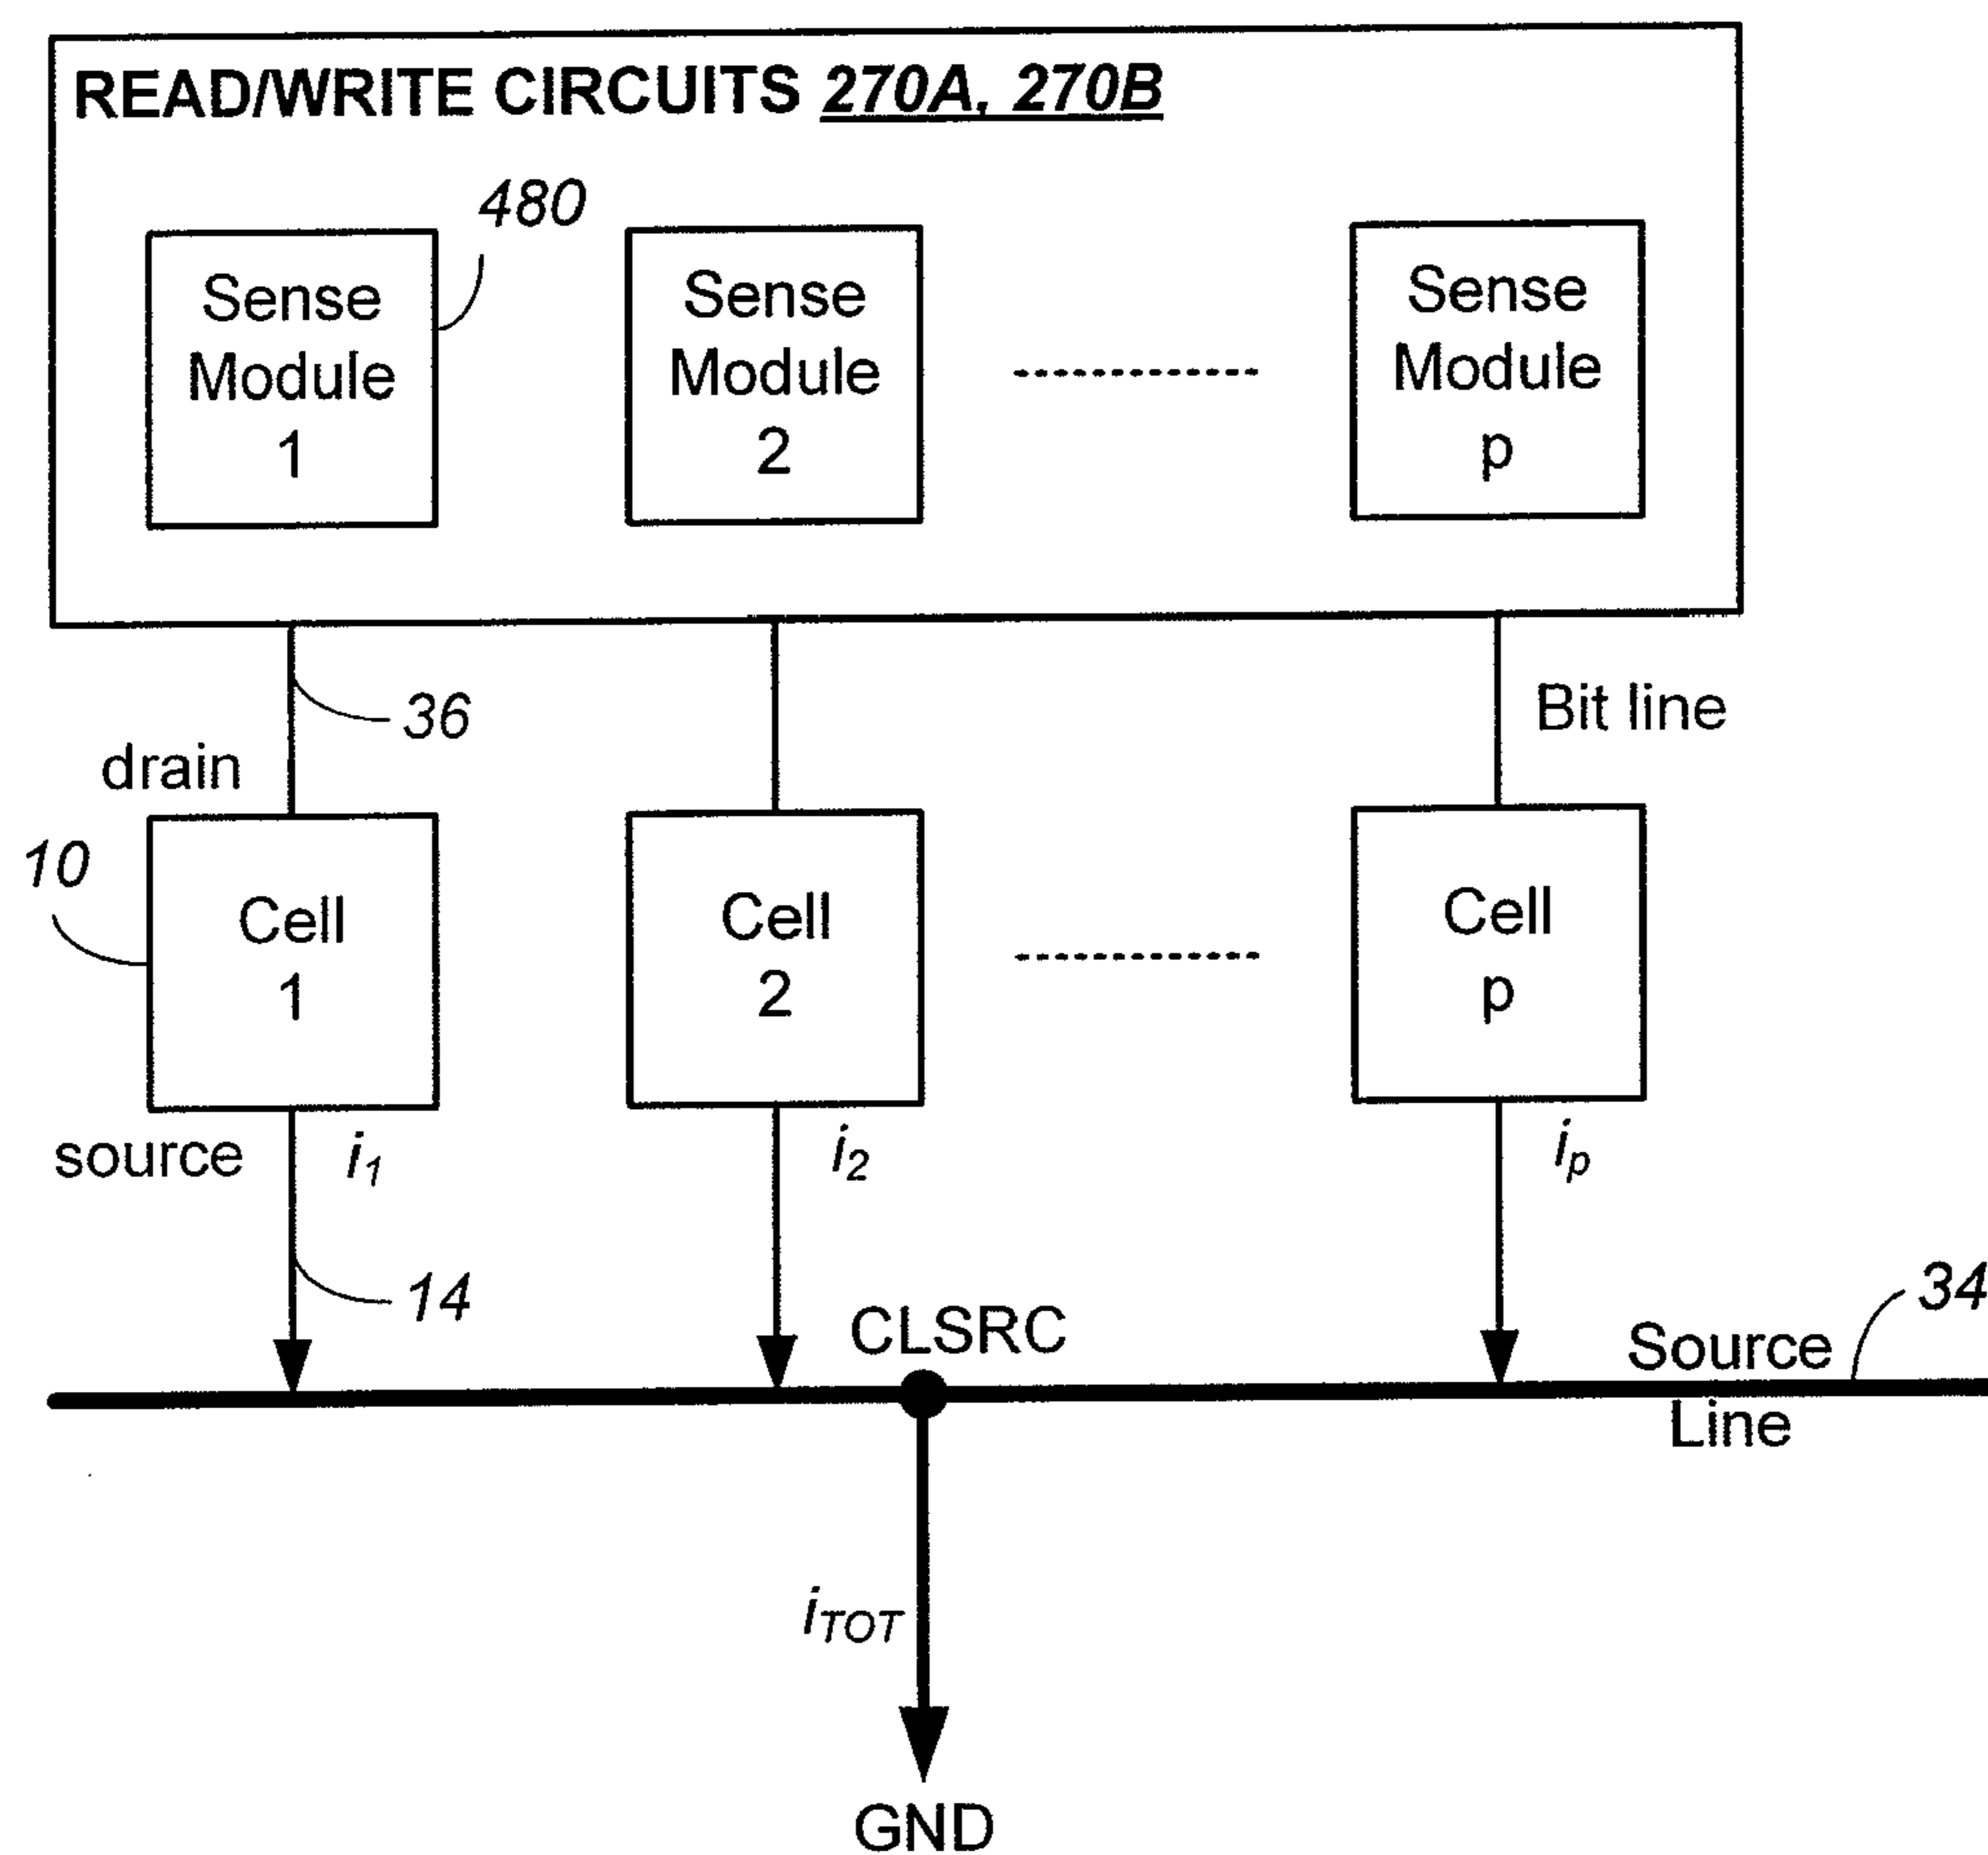 READ/WRITE CIRCUITS 270A, 270B
480
Sense
Module
1
Sense
Module
2
Sense
Module
p
36
drain
Bit line
10
Cell
1
Cell
2
Cell
p
source
i1
i2
ip
14
CLSRC
Source
Line
34
iTOT
GND